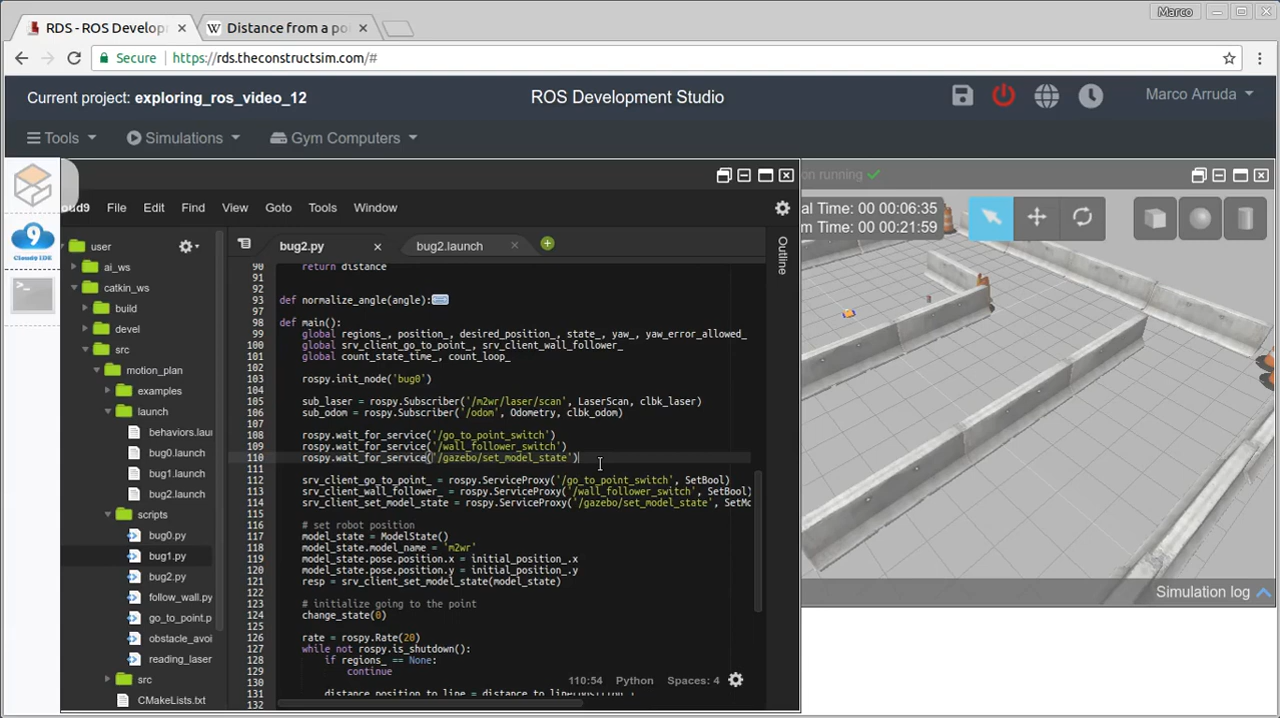 Marco
RDS - ROS Develop
Distance from a po
Secure https://rds.theconstructsim.com/#
Current project: exploring_ros_video_12
ROS Development Studio
Marco Arruda
Tools
Simulations
Gym Computers
on running
oud9 File Edit Find View Goto Tools Window
al Time: 00 00:06:35
m Time: 00 00:21:59
Cloud9 IDE
user
ai_ws
catkin_ws
build
devel
src
motion_plan
examples
launch
behaviors.lau
bug0.launch
bug1.launch
bug2.launch
scripts
bug0.py
bug1.py
bug2.py
follow_wall.py
go_to_point.p
obstacle_avoi
reading_laser
src
CMakeLists.txt
bug2.py
bug2.launch
Outline
90 return distance
91
92
93 def normalize_angle(angle):
97
98 def main():
99 global regions_, position_, desired_position_, state_, yaw_, yaw_error_allowed_
100 global srv_client_go_to_point_, srv_client_wall_follower_
101 global count_state_time_, count_loop_
102
103 rospy.init_node('bug0')
104
105 sub_laser = rospy.Subscriber('/m2wr/laser/scan', LaserScan, clbk_laser)
106 sub_odom = rospy.Subscriber('/odom', Odometry, clbk_odom)
107
108 rospy.wait_for_service('/go_to_point_switch')
109 rospy.wait_for_service('/wall_follower_switch')
110 rospy.wait_for_service('/gazebo/set_model_state')
111
112 srv_client_go_to_point_ = rospy.ServiceProxy('/go_to_point_switch', SetBool)
113 srv_client_wall_follower_ = rospy.ServiceProxy('/wall_follower_switch', SetBool)
114 srv_client_set_model_state = rospy.ServiceProxy('/gazebo/set_model_state', SetMo
115
116 # set robot position
117 model_state = ModelState()
118 model_state.model_name = 'm2wr'
119 model_state.pose.position.x = initial_position_.x
120 model_state.pose.position.y = initial_position_.y
121 resp = srv_client_set_model_state(model_state)
122
123 # initialize going to the point
124 change_state(0)
125
126 rate = rospy.Rate(20)
127 while not rospy.is_shutdown():
128 if regions_ == None:
129 continue
130
131 distance_position_to_line = distance_to_line(position_)
132
110:54 Python Spaces: 4
Simulation log